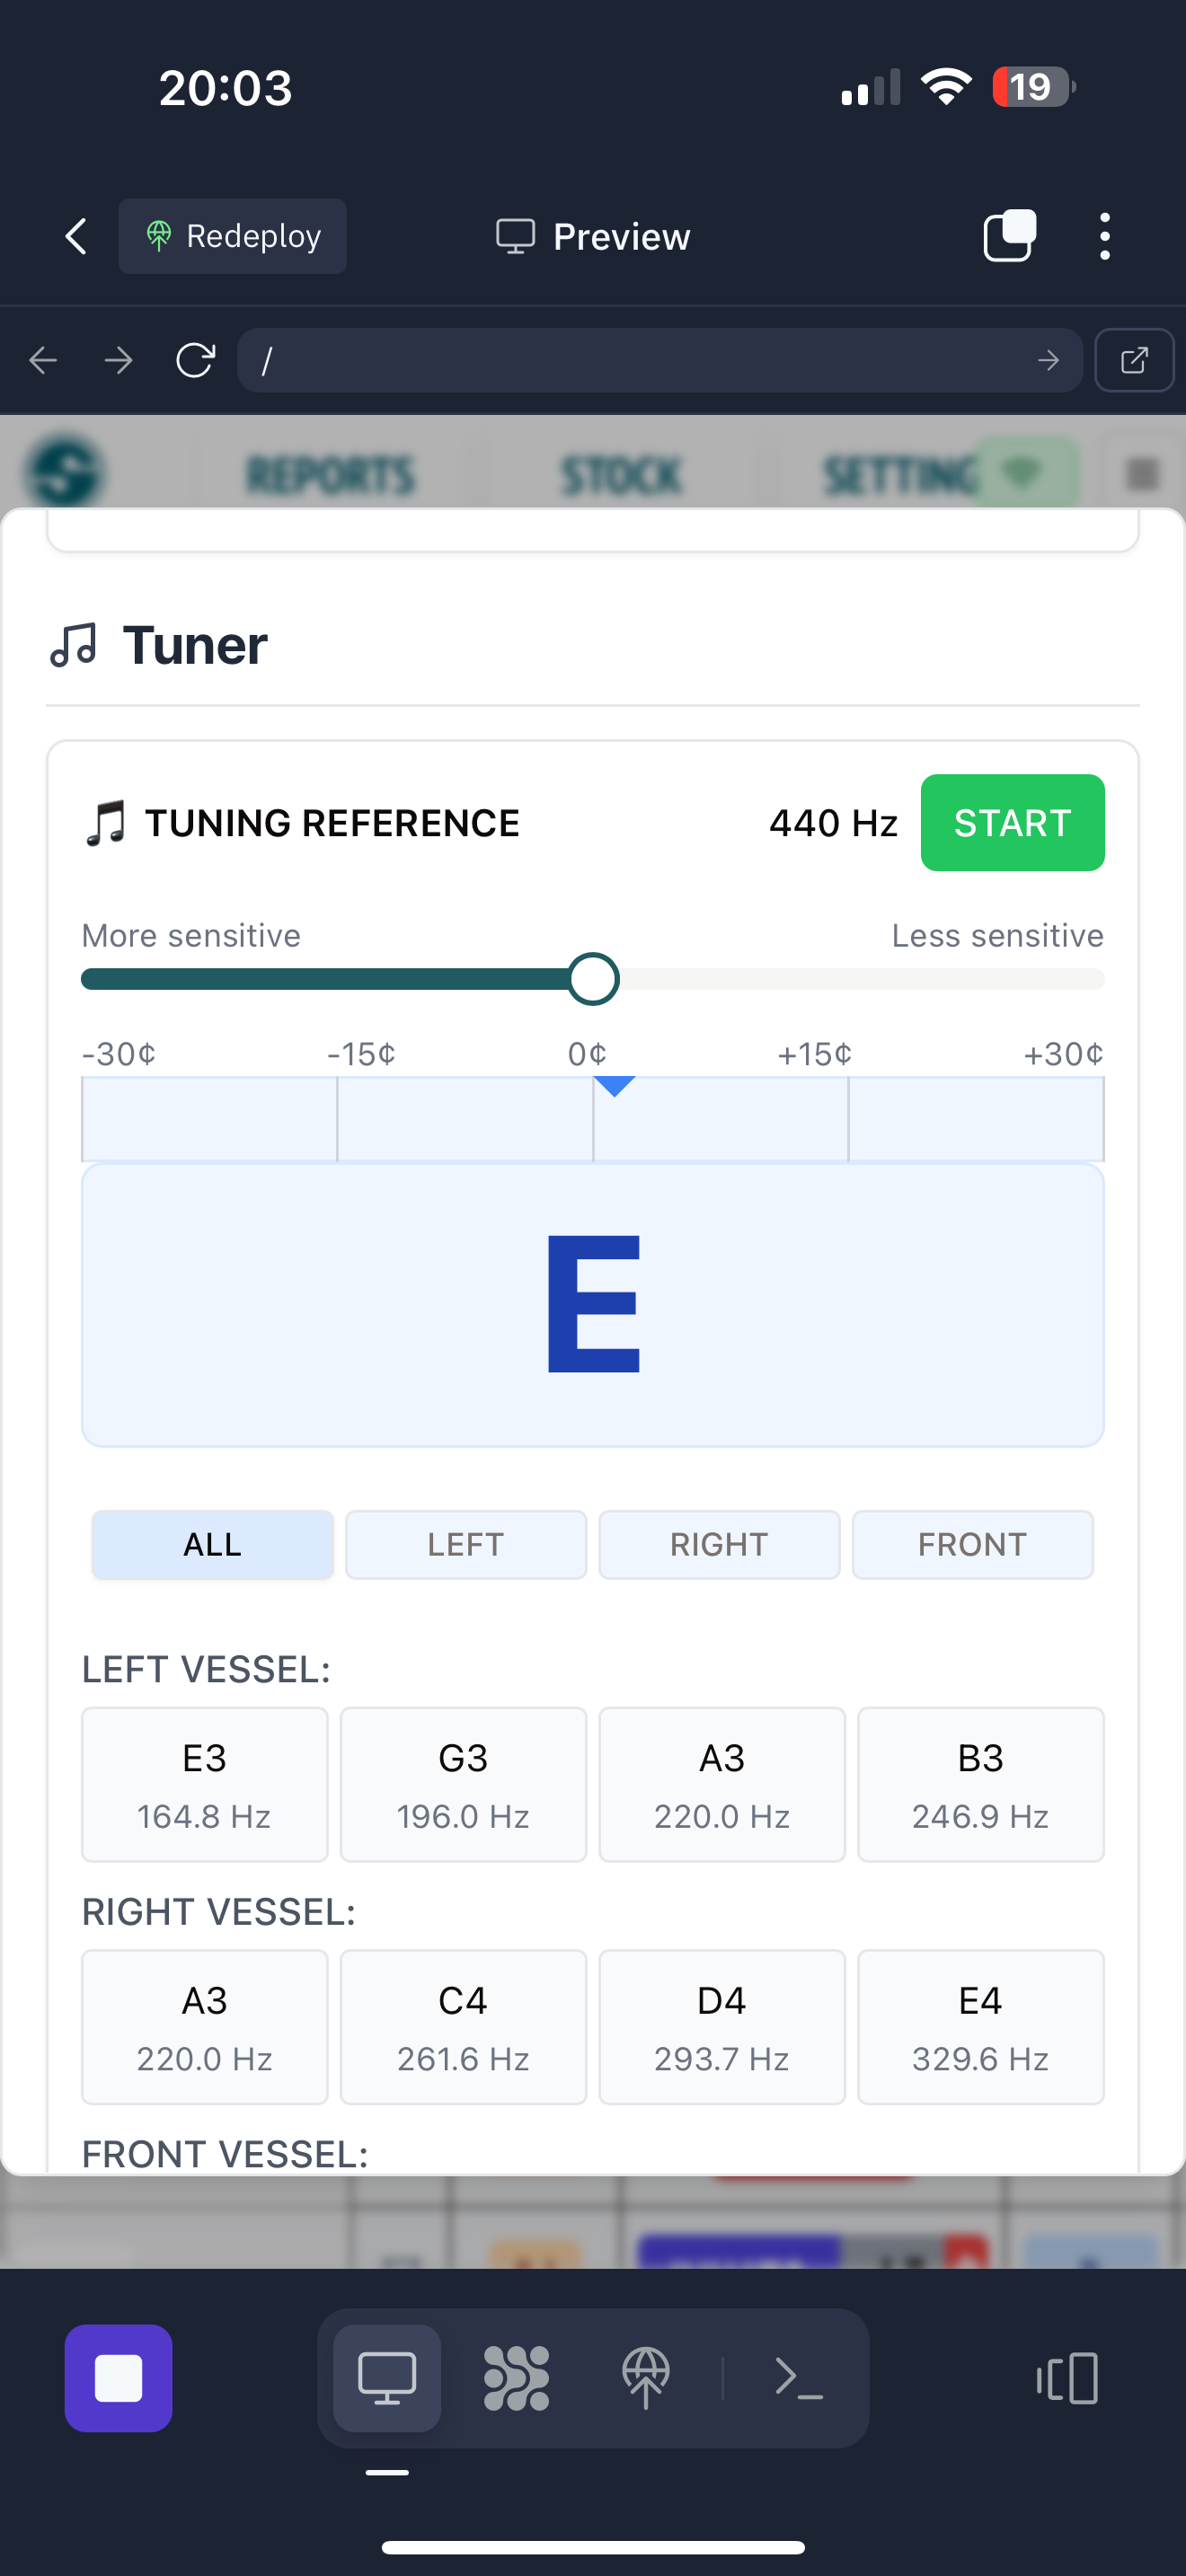 20:03
19
Redeploy
Preview
/
REPORTS STOCK SETTING
Tuner
TUNING REFERENCE 440 Hz START
More sensitive Less sensitive
-30¢ -15¢ 0¢ +15¢ +30¢
E
ALL LEFT RIGHT FRONT
LEFT VESSEL:
E3 G3 A3 B3
164.8 Hz 196.0 Hz 220.0 Hz 246.9 Hz
RIGHT VESSEL:
A3 C4 D4 E4
220.0 Hz 261.6 Hz 293.7 Hz 329.6 Hz
FRONT VESSEL: